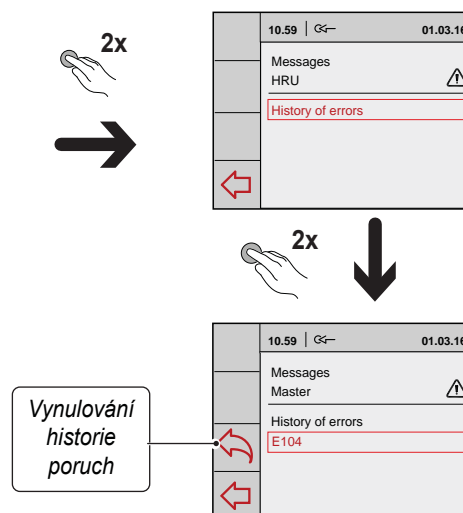 2x
10.59 01.03.16
Messages
HRU
History of errors
2x
10.59 01.03.16
Messages
Master
History of errors
E104
Vynulování
historie
poruch